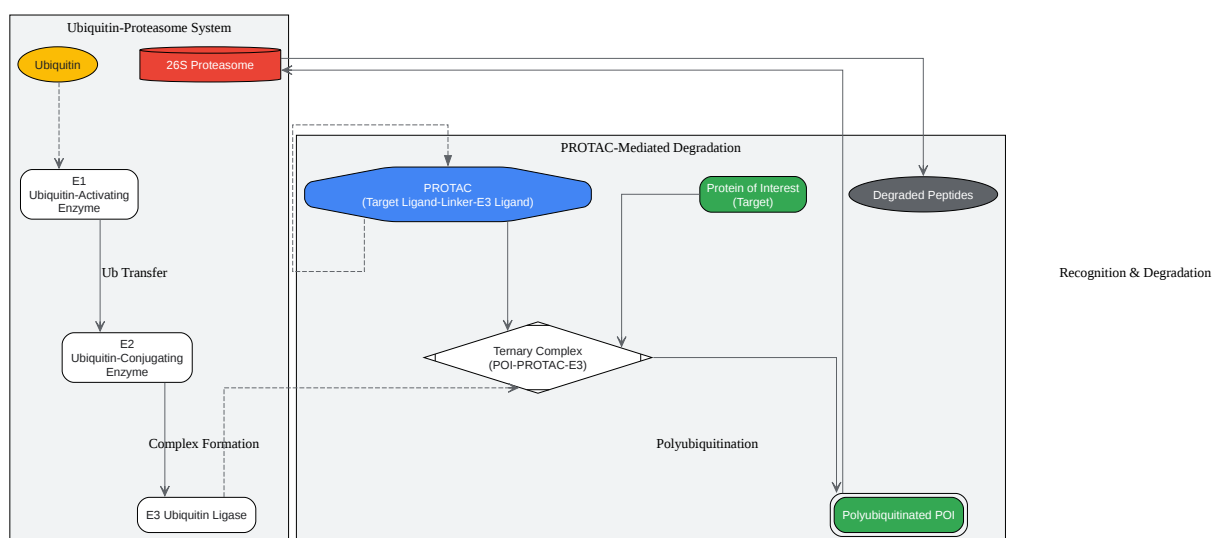 Ubiquitin-Proteasome System
Ubiquitin
26S Proteasome
PROTAC-Mediated Degradation
E1
Ubiquitin-Activating
Enzyme
PROTAC
(Target Ligand-Linker-E3 Ligand)
Protein of Interest
(Target)
Degraded Peptides
Ub Transfer
Recognition & Degradation
E2
Ubiquitin-Conjugating
Enzyme
Ternary Complex
(POI-PROTAC-E3)
Complex Formation
Polyubiquitination
E3 Ubiquitin Ligase
Polyubiquitinated POI